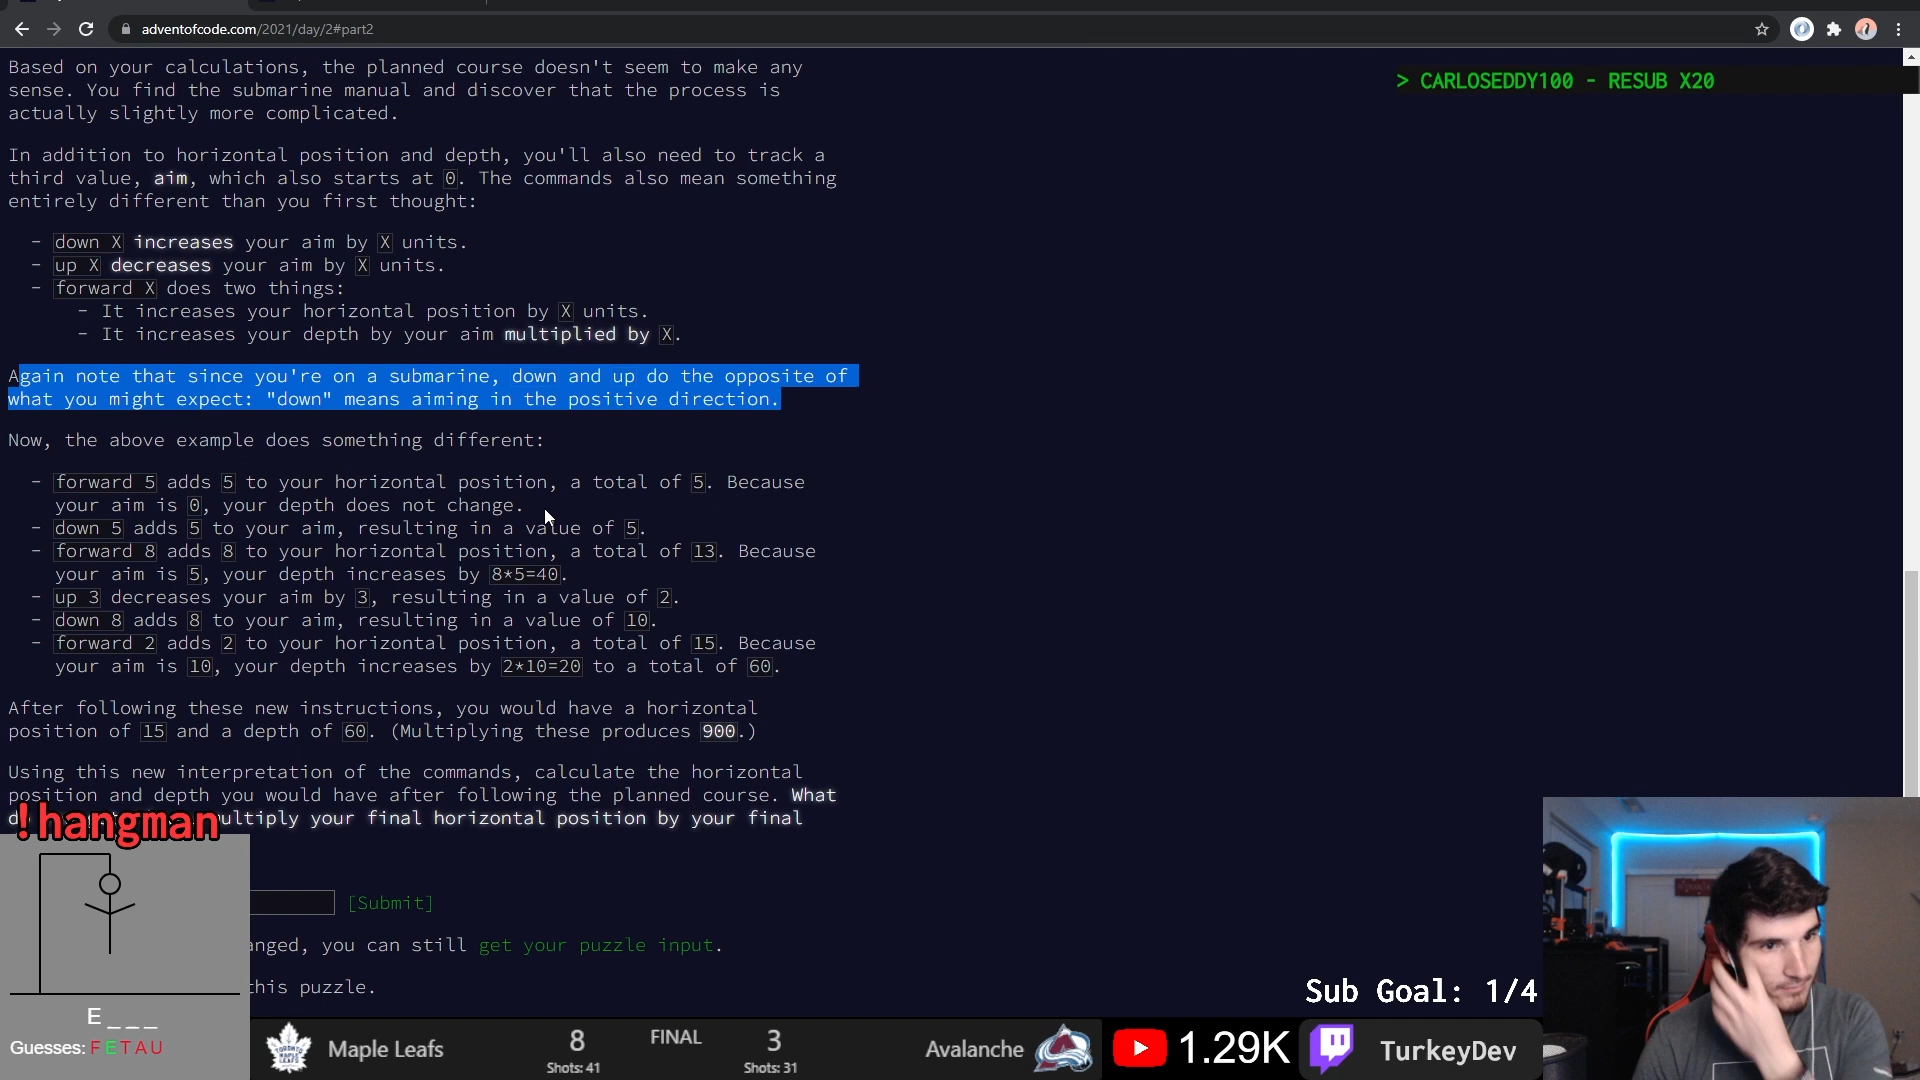 adventofcode.com/2021/day/2#part2
Based on your calculations, the planned course doesn't seem to make any
sense. You find the submarine manual and discover that the process is
actually slightly more complicated.
> CARLOSEDDY100 - RESUB X20
In addition to horizontal position and depth, you'll also need to track a
third value, aim, which also starts at 0. The commands also mean something
entirely different than you first thought:
- down X increases your aim by X units.
- up X decreases your aim by X units.
- forward X does two things:
- It increases your horizontal position by X units.
- It increases your depth by your aim multiplied by X.
Again note that since you're on a submarine, down and up do the opposite of
what you might expect: "down" means aiming in the positive direction.
Now, the above example does something different:
- forward 5 adds 5 to your horizontal position, a total of 5. Because
your aim is 0, your depth does not change.
- down 5 adds 5 to your aim, resulting in a value of 5.
- forward 8 adds 8 to your horizontal position, a total of 13. Because
your aim is 5, your depth increases by 8*5=40.
- up 3 decreases your aim by 3, resulting in a value of 2.
- down 8 adds 8 to your aim, resulting in a value of 10.
- forward 2 adds 2 to your horizontal position, a total of 15. Because
your aim is 10, your depth increases by 2*10=20 to a total of 60.
After following these new instructions, you would have a horizontal
position of 15 and a depth of 60. (Multiplying these produces 900.)
Using this new interpretation of the commands, calculate the horizontal
position and depth you would have after following the planned course. What
multiply your final horizontal position by your final
!hangman
[Submit]
anged, you can still get your puzzle input.
this puzzle.
E _ _ _
Guesses: F E T A U
Sub Goal: 1/4
Maple Leafs
8
Shots: 41
FINAL
3
Shots: 31
Avalanche
1.29K
TurkeyDev